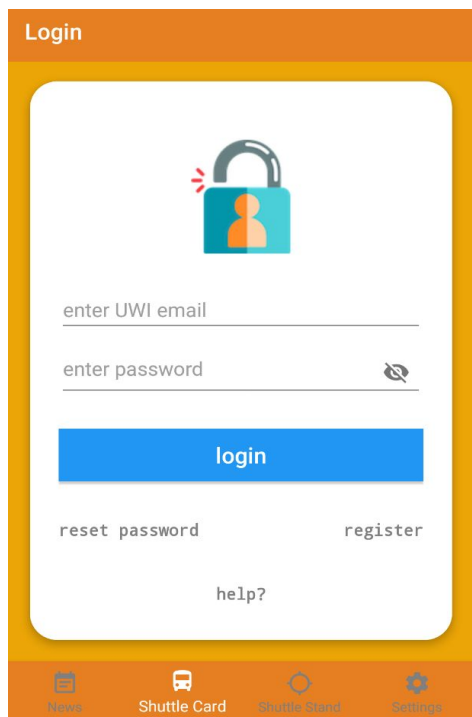 Login
enter UWI email
enter password
login
reset password register
help?
News Shuttle Card Shuttle Stand Settings